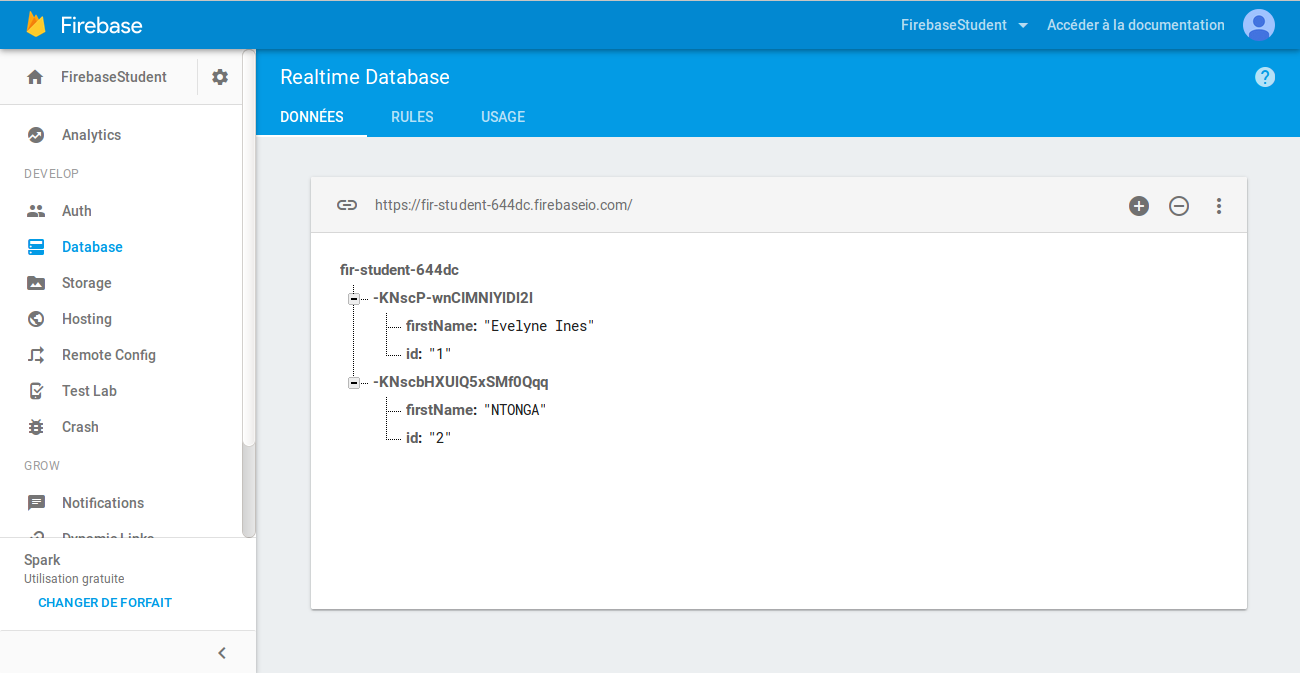 Firebase
FirebaseStudent
Accéder à la documentation
FirebaseStudent
Realtime Database
DONNÉES
RULES
USAGE
Analytics
DEVELOP
Auth
Database
Storage
Hosting
Remote Config
Test Lab
Crash
GROW
Notifications
Dynamic Links
Spark
Utilisation gratuite
CHANGER DE FORFAIT
https://fir-student-644dc.firebaseio.com/
fir-student-644dc
-KNscP-wnClMNIYIDI2I
firstName: "Evelyne Ines"
id: "1"
-KNscbHXUlQ5xSMf0Qqq
firstName: "NTONGA"
id: "2"